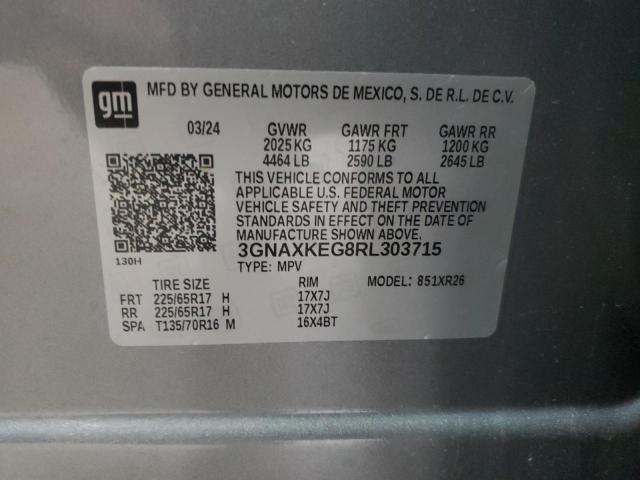 gm
MFD BY GENERAL MOTORS DE MEXICO, S. DE R.L. DE C.V.
03/24 GVWR GAWR FRT GAWR RR
2025 KG 1175 KG 1200 KG
4464 LB 2590 LB 2645 LB
THIS VEHICLE CONFORMS TO ALL
APPLICABLE U.S. FEDERAL MOTOR
VEHICLE SAFETY AND THEFT PREVENTION
STANDARDS IN EFFECT ON THE DATE OF
MANUFACTURE SHOWN ABOVE.
3GNAXKEG8RL303715
130H
TYPE: MPV
TIRE SIZE RIM MODEL: 851XR26
FRT 225/65R17 H 17X7J
RR 225/65R17 H 17X7J
SPA T135/70R16 M 16X4BT